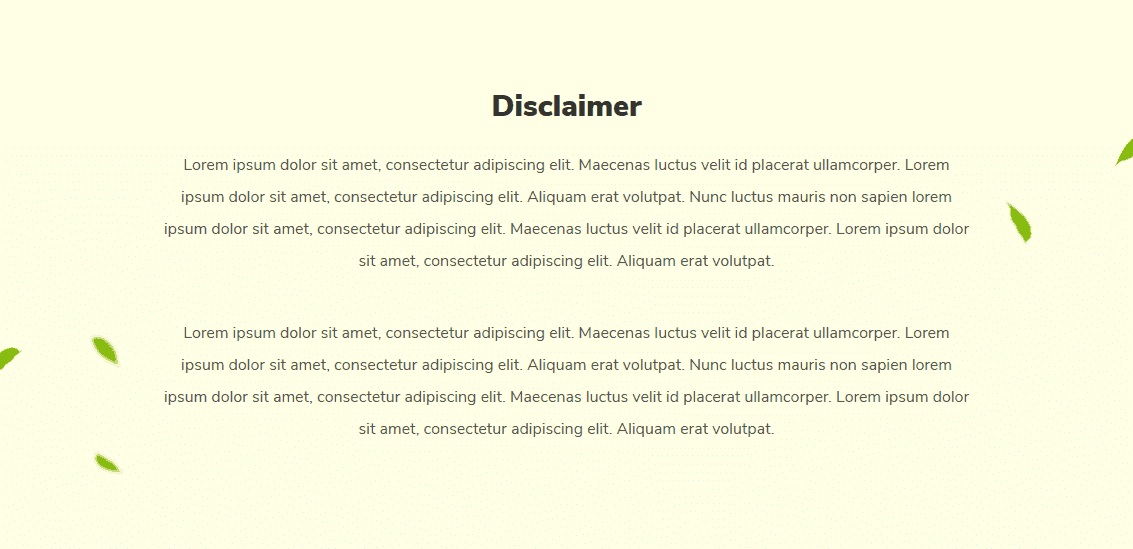 Disclaimer
Lorem ipsum dolor sit amet, consectetur adipiscing elit. Maecenas luctus velit id placerat ullamcorper. Lorem
ipsum dolor sit amet, consectetur adipiscing elit. Aliquam erat volutpat. Nunc luctus mauris non sapien lorem
ipsum dolor sit amet, consectetur adipiscing elit. Maecenas luctus velit id placerat ullamcorper. Lorem ipsum dolor
sit amet, consectetur adipiscing elit. Aliquam erat volutpat.
Lorem ipsum dolor sit amet, consectetur adipiscing elit. Maecenas luctus velit id placerat ullamcorper. Lorem
ipsum dolor sit amet, consectetur adipiscing elit. Aliquam erat volutpat. Nunc luctus mauris non sapien lorem
ipsum dolor sit amet, consectetur adipiscing elit. Maecenas luctus velit id placerat ullamcorper. Lorem ipsum dolor
sit amet, consectetur adipiscing elit. Aliquam erat volutpat.